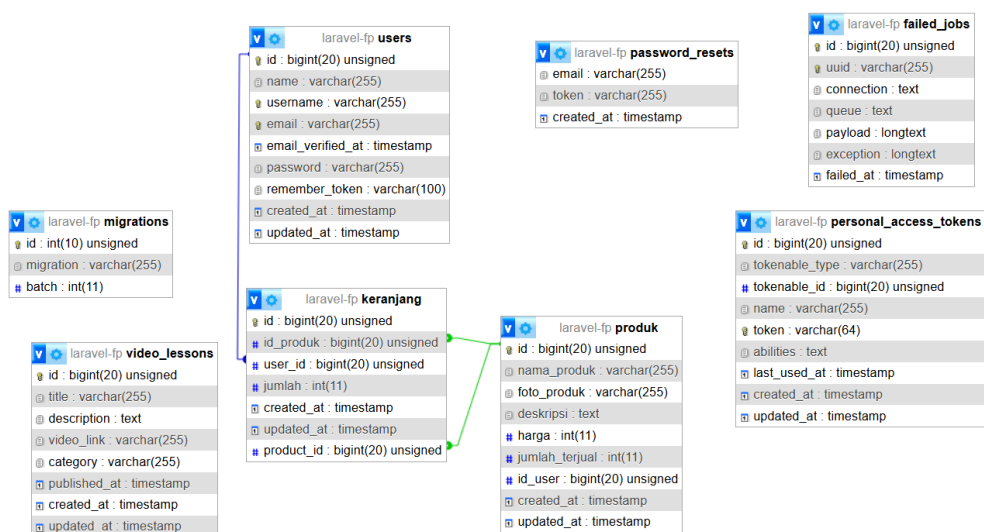 laravel-fp users
id : bigint(20) unsigned
name : varchar(255)
username : varchar(255)
email : varchar(255)
email_verified_at : timestamp
password : varchar(255)
remember_token : varchar(100)
created_at : timestamp
updated_at : timestamp
laravel-fp password_resets
email : varchar(255)
token : varchar(255)
created_at : timestamp
laravel-fp failed_jobs
id : bigint(20) unsigned
uuid : varchar(255)
connection : text
queue : text
payload : longtext
exception : longtext
failed_at : timestamp
laravel-fp migrations
id : int(10) unsigned
migration : varchar(255)
batch : int(11)
laravel-fp personal_access_tokens
id : bigint(20) unsigned
tokenable_type : varchar(255)
tokenable_id : bigint(20) unsigned
name : varchar(255)
token : varchar(64)
abilities : text
last_used_at : timestamp
created_at : timestamp
updated_at : timestamp
laravel-fp keranjang
id : bigint(20) unsigned
id_produk : bigint(20) unsigned
user_id : bigint(20) unsigned
jumlah : int(11)
created_at : timestamp
updated_at : timestamp
product_id : bigint(20) unsigned
laravel-fp produk
id : bigint(20) unsigned
nama_produk : varchar(255)
foto_produk : varchar(255)
deskripsi : text
harga : int(11)
jumlah_terjual : int(11)
id_user : bigint(20) unsigned
created_at : timestamp
updated_at : timestamp
laravel-fp video_lessons
id : bigint(20) unsigned
title : varchar(255)
description : text
video_link : varchar(255)
category : varchar(255)
published_at : timestamp
created_at : timestamp
updated_at : timestamp